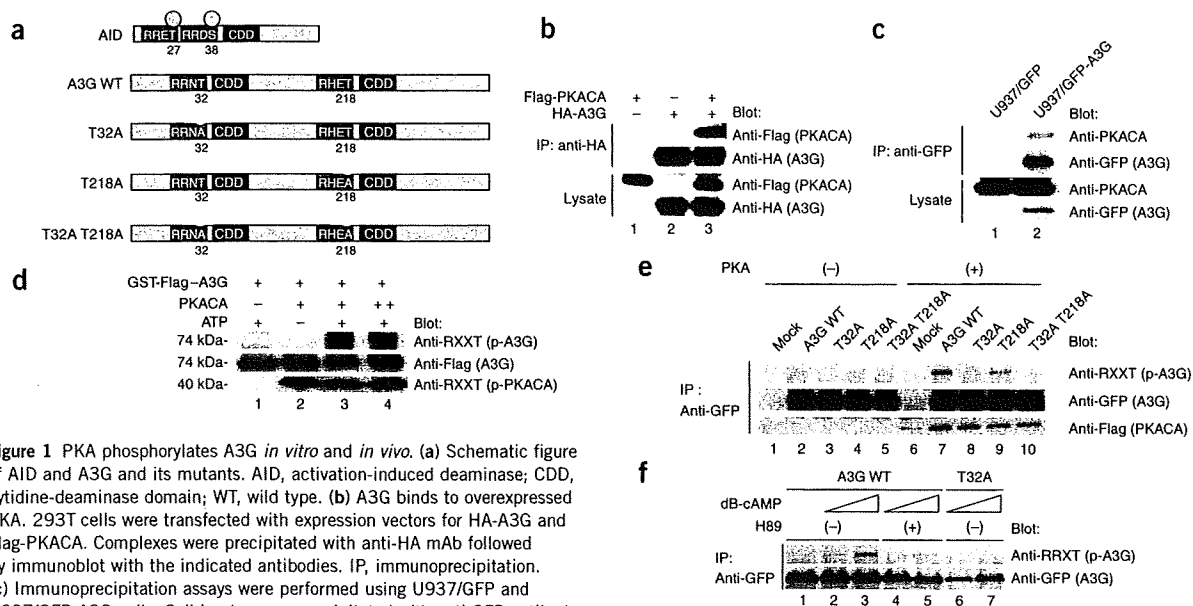 a
AID
RRET RRDS CDD
27 38
A3G WT
RRNT CDD RHET CDD
32 218
T32A
RRNA CDD RHET CDD
32 218
T218A
RRNT CDD RHEA CDD
32 218
T32A T218A
RRNA CDD RHEA CDD
32 218
b
Flag-PKACA + − +
HA-A3G − + + Blot:
IP: anti-HA
Anti-Flag (PKACA)
Anti-HA (A3G)
Lysate
Anti-Flag (PKACA)
Anti-HA (A3G)
1 2 3
c
U937/GFP
U937/GFP-A3G
Blot:
IP: anti-GFP
Anti-PKACA
Anti-GFP (A3G)
Lysate
Anti-PKACA
Anti-GFP (A3G)
1 2
d
GST-Flag–A3G + + + +
PKACA − + + ++
ATP + − + + Blot:
74 kDa- Anti-RXXT (p-A3G)
74 kDa- Anti-Flag (A3G)
40 kDa- Anti-RXXT (p-PKACA)
1 2 3 4
e
PKA (−) (+)
Mock A3G WT T32A T218A T32A T218A Mock A3G WT T32A T218A T32A T218A
Blot:
IP :
Anti-GFP
Anti-RXXT (p-A3G)
Anti-GFP (A3G)
Anti-Flag (PKACA)
1 2 3 4 5 6 7 8 9 10
f
A3G WT T32A
dB-cAMP
H89 (−) (+) (−) Blot:
IP:
Anti-GFP
Anti-RRXT (p-A3G)
Anti-GFP (A3G)
1 2 3 4 5 6 7
igure 1 PKA phosphorylates A3G in vitro and in vivo. (a) Schematic figure
f AID and A3G and its mutants. AID, activation-induced deaminase; CDD,
ytidine-deaminase domain; WT, wild type. (b) A3G binds to overexpressed
KA. 293T cells were transfected with expression vectors for HA-A3G and
lag-PKACA. Complexes were precipitated with anti-HA mAb followed
y immunoblot with the indicated antibodies. IP, immunoprecipitation.
c) Immunoprecipitation assays were performed using U937/GFP and